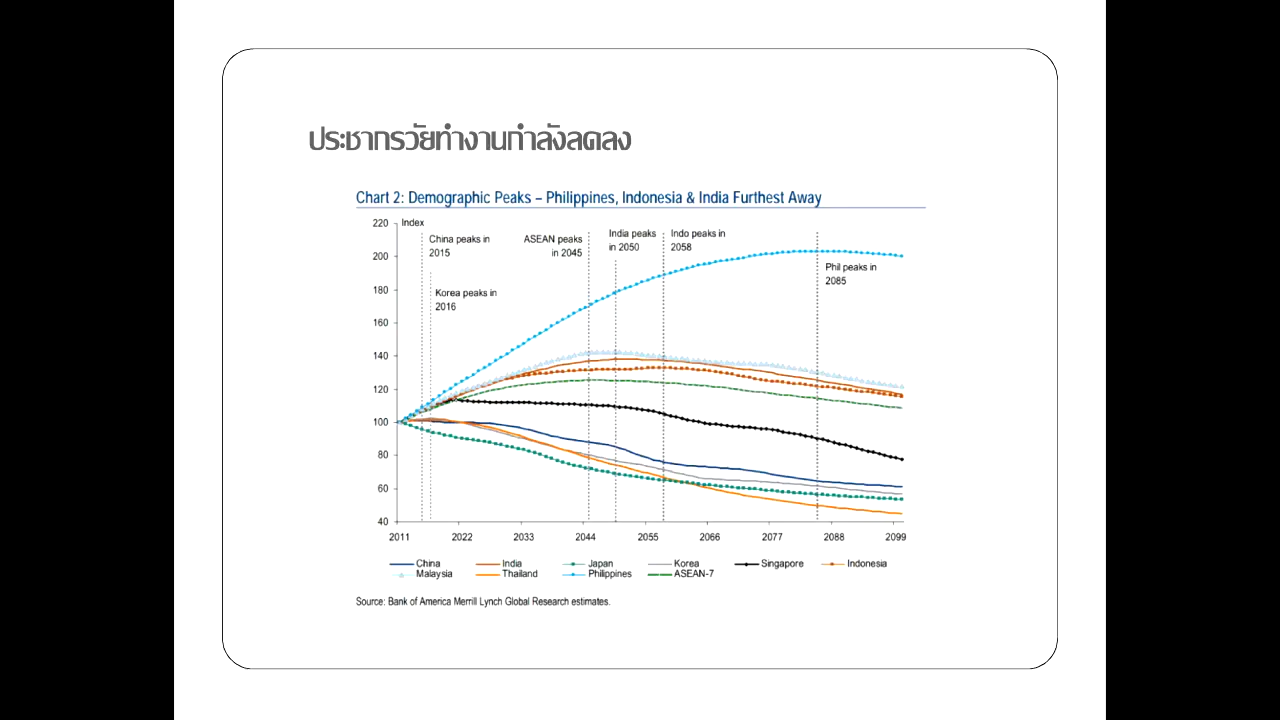 ประชากรวัยทำงานกำลังลดลง
Chart 2: Demographic Peaks – Philippines, Indonesia & India Furthest Away
220 Index
China peaks in
2015
ASEAN peaks
in 2045
India peaks
in 2050
Indo peaks in
2058
200
Phil peaks in
2085
180
Korea peaks in
2016
160
140
120
100
80
60
40
2011 2022 2033 2044 2055 2066 2077 2088 2099
China India Japan Korea Singapore Indonesia
Malaysia Thailand Philippines ASEAN-7
Source: Bank of America Merrill Lynch Global Research estimates.